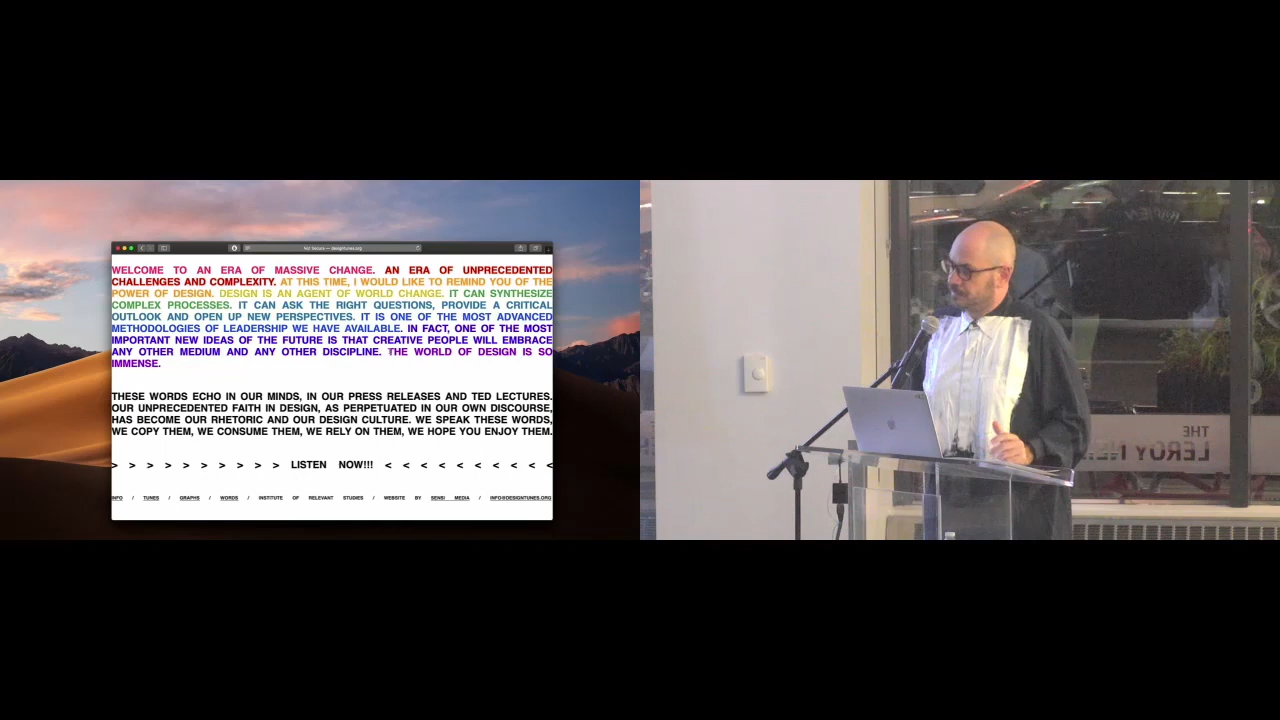 Not Secure — designtunes.org
WELCOME TO AN ERA OF MASSIVE CHANGE. AN ERA OF UNPRECEDENTED
CHALLENGES AND COMPLEXITY. AT THIS TIME, I WOULD LIKE TO REMIND YOU OF THE
POWER OF DESIGN. DESIGN IS AN AGENT OF WORLD CHANGE. IT CAN SYNTHESIZE
COMPLEX PROCESSES. IT CAN ASK THE RIGHT QUESTIONS, PROVIDE A CRITICAL
OUTLOOK AND OPEN UP NEW PERSPECTIVES. IT IS ONE OF THE MOST ADVANCED
METHODOLOGIES OF LEADERSHIP WE HAVE AVAILABLE. IN FACT, ONE OF THE MOST
IMPORTANT NEW IDEAS OF THE FUTURE IS THAT CREATIVE PEOPLE WILL EMBRACE
ANY OTHER MEDIUM AND ANY OTHER DISCIPLINE. THE WORLD OF DESIGN IS SO
IMMENSE.
THESE WORDS ECHO IN OUR MINDS, IN OUR PRESS RELEASES AND TED LECTURES.
OUR UNPRECEDENTED FAITH IN DESIGN, AS PERPETUATED IN OUR OWN DISCOURSE,
HAS BECOME OUR RHETORIC AND OUR DESIGN CULTURE. WE SPEAK THESE WORDS,
WE COPY THEM, WE CONSUME THEM, WE RELY ON THEM, WE HOPE YOU ENJOY THEM.
> > > > > > > > > > > LISTEN NOW!!! < < < < < < < < < < <
INFO / TUNES / GRAPHS / WORDS / INSTITUTE OF RELEVANT STUDIES / WEBSITE BY SENSI MEDIA / INFO@DESIGNTUNES.ORG
THE
LEROY